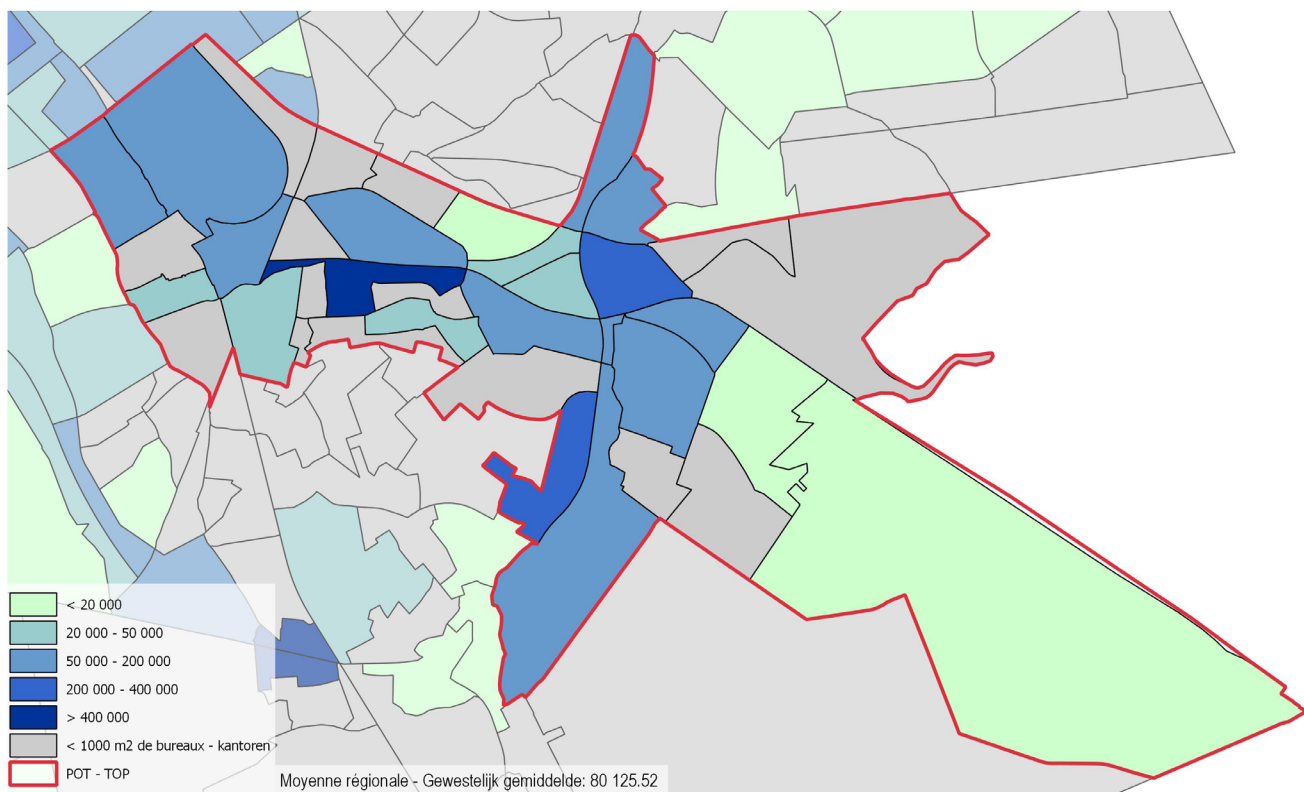 < 20 000
20 000 - 50 000
50 000 - 200 000
200 000 - 400 000
> 400 000
< 1000 m2 de bureaux - kantoren
POT - TOP
Moyenne régionale - Gewestelijk gemiddelde: 80 125.52